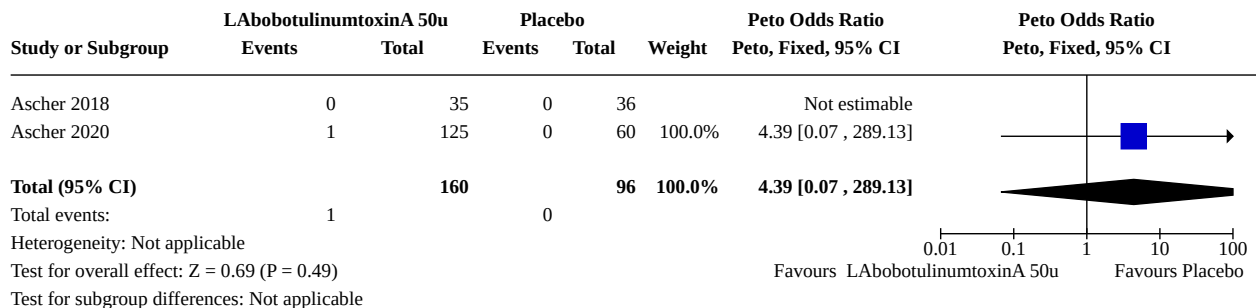 LAbobotulinumtoxinA 50u Placebo Peto Odds Ratio Peto Odds Ratio
Study or Subgroup Events Total Events Total Weight Peto, Fixed, 95% CI Peto, Fixed, 95% CI
Ascher 2018 0 35 0 36 Not estimable
Ascher 2020 1 125 0 60 100.0% 4.39 [0.07 , 289.13]
Total (95% CI) 160 96 100.0% 4.39 [0.07 , 289.13]
Total events: 1 0
Heterogeneity: Not applicable
0.01 0.1 1 10 100
Test for overall effect: Z = 0.69 (P = 0.49) Favours LAbobotulinumtoxinA 50u Favours Placebo
Test for subgroup differences: Not applicable